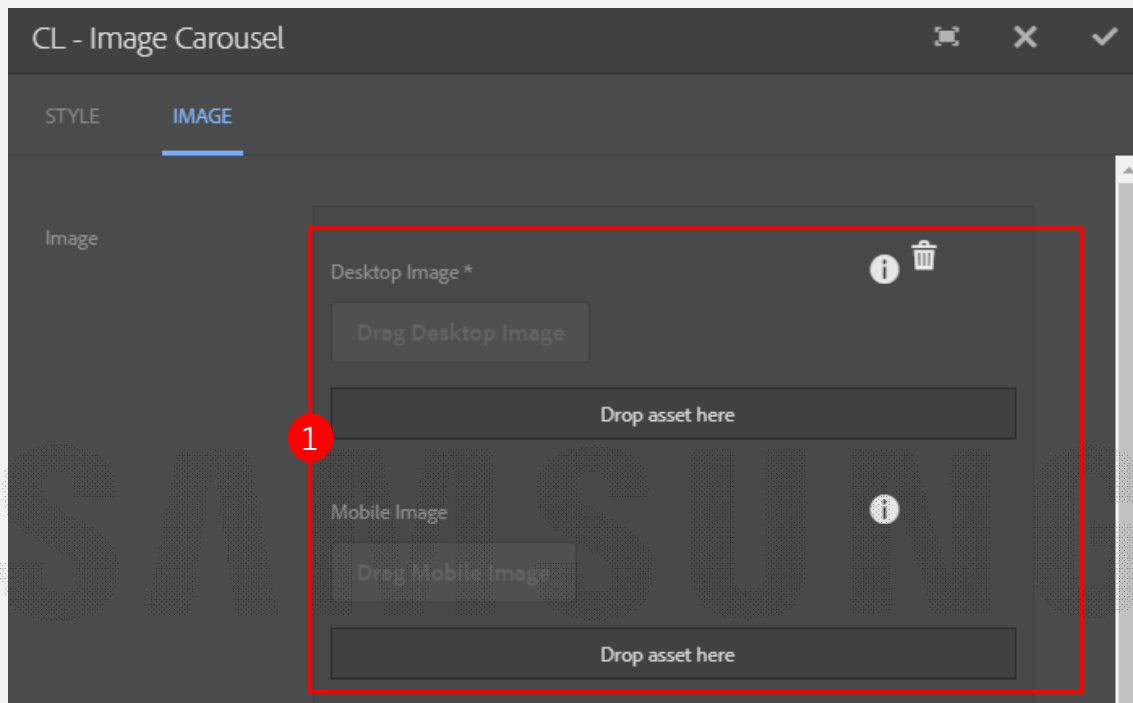 CL - Image Carousel
STYLE IMAGE
Image
Desktop Image *
Drag Desktop Image
Drop asset here
1
Mobile Image
Drag Mobile Image
Drop asset here
SAMSUNG